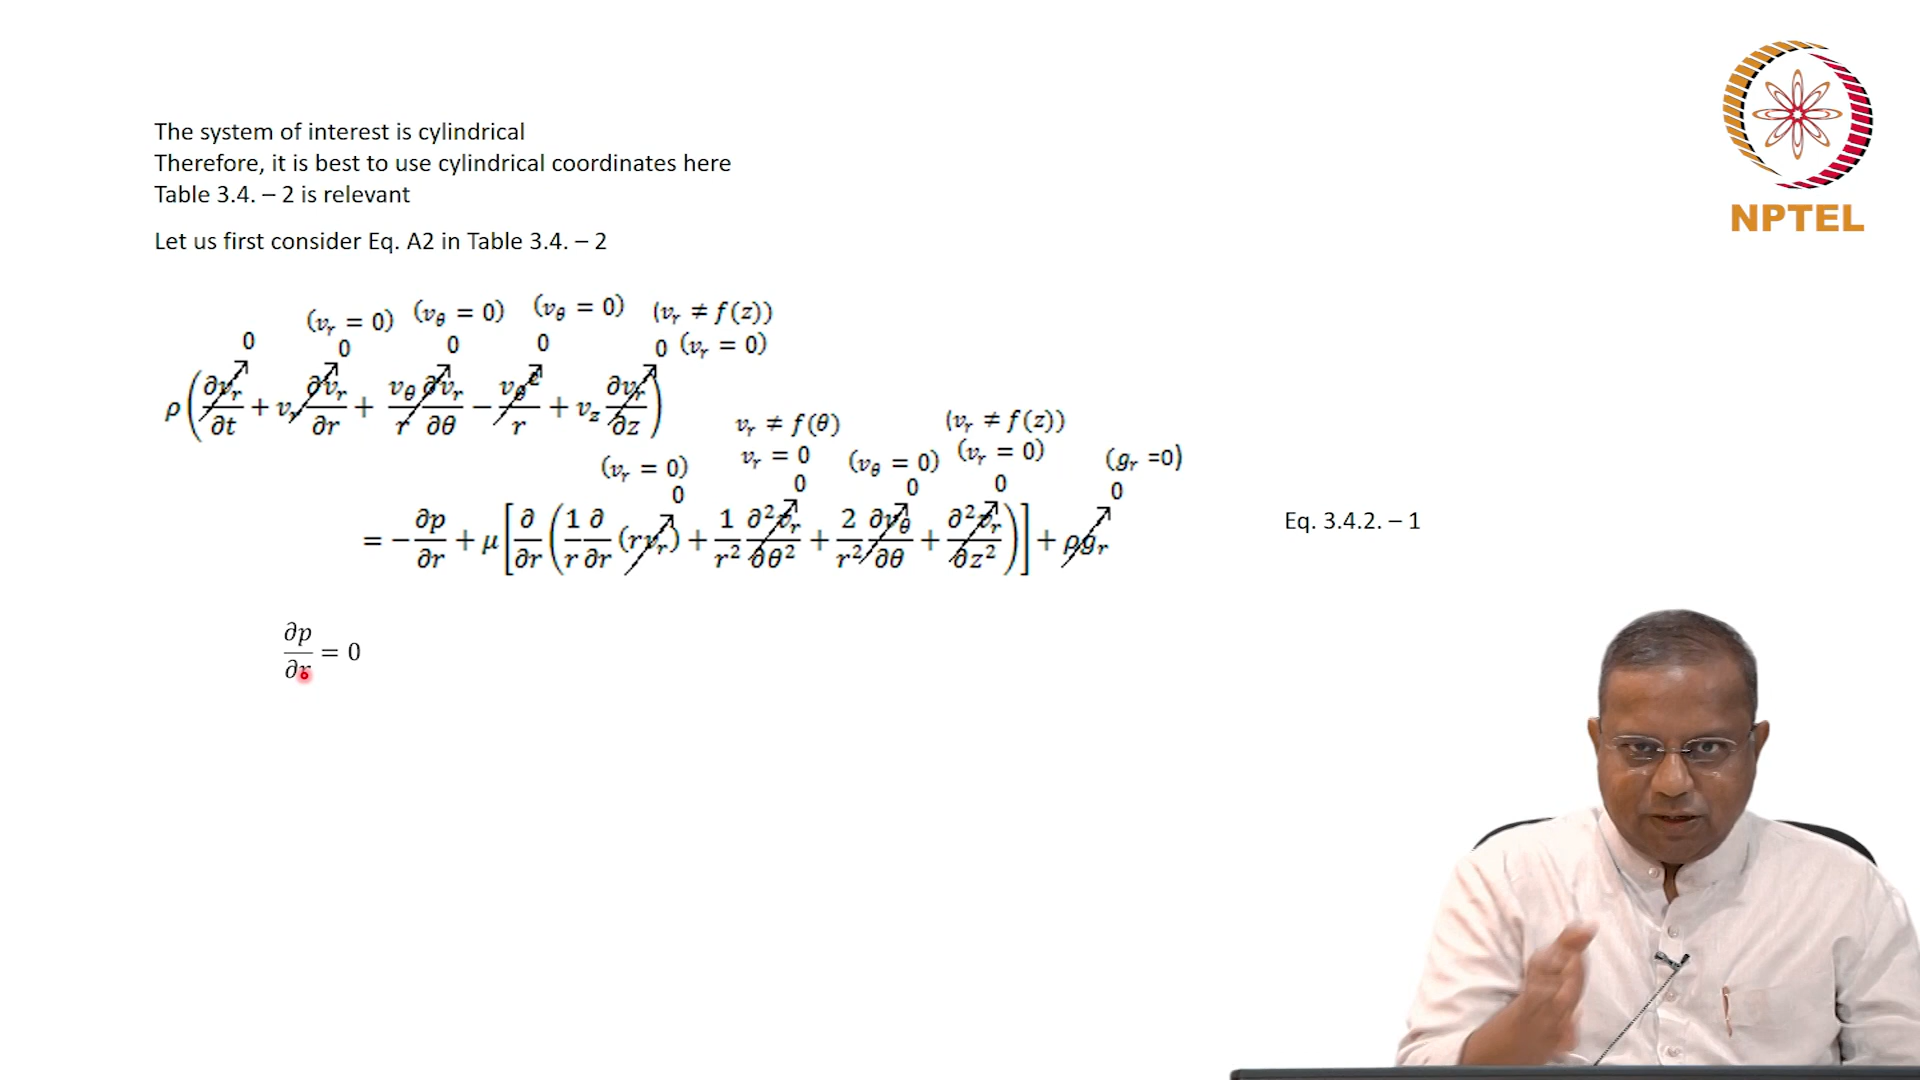 The system of interest is cylindrical
Therefore, it is best to use cylindrical coordinates here
Table 3.4. – 2 is relevant
Let us first consider Eq. A2 in Table 3.4. – 2
(v_r = 0) (v_θ = 0) (v_θ = 0) (v_r ≠ f(z))
0 0 0 0 0 (v_r = 0)
ρ(∂v_r/∂t + v_r ∂v_r/∂r + v_θ/r ∂v_r/∂θ − v_θ²/r + v_z ∂v_r/∂z)
v_r ≠ f(θ) (v_r ≠ f(z))
(v_r = 0) v_r = 0 (v_θ = 0) (v_r = 0) (g_r =0)
0 0 0 0 0
= −∂p/∂r + μ[∂/∂r(1/r ∂/∂r (rv_r) + 1/r² ∂²v_r/∂θ² + 2/r² ∂v_θ/∂θ + ∂²v_r/∂z²)] + ρg_r
Eq. 3.4.2. – 1
∂p/∂r = 0
NPTEL